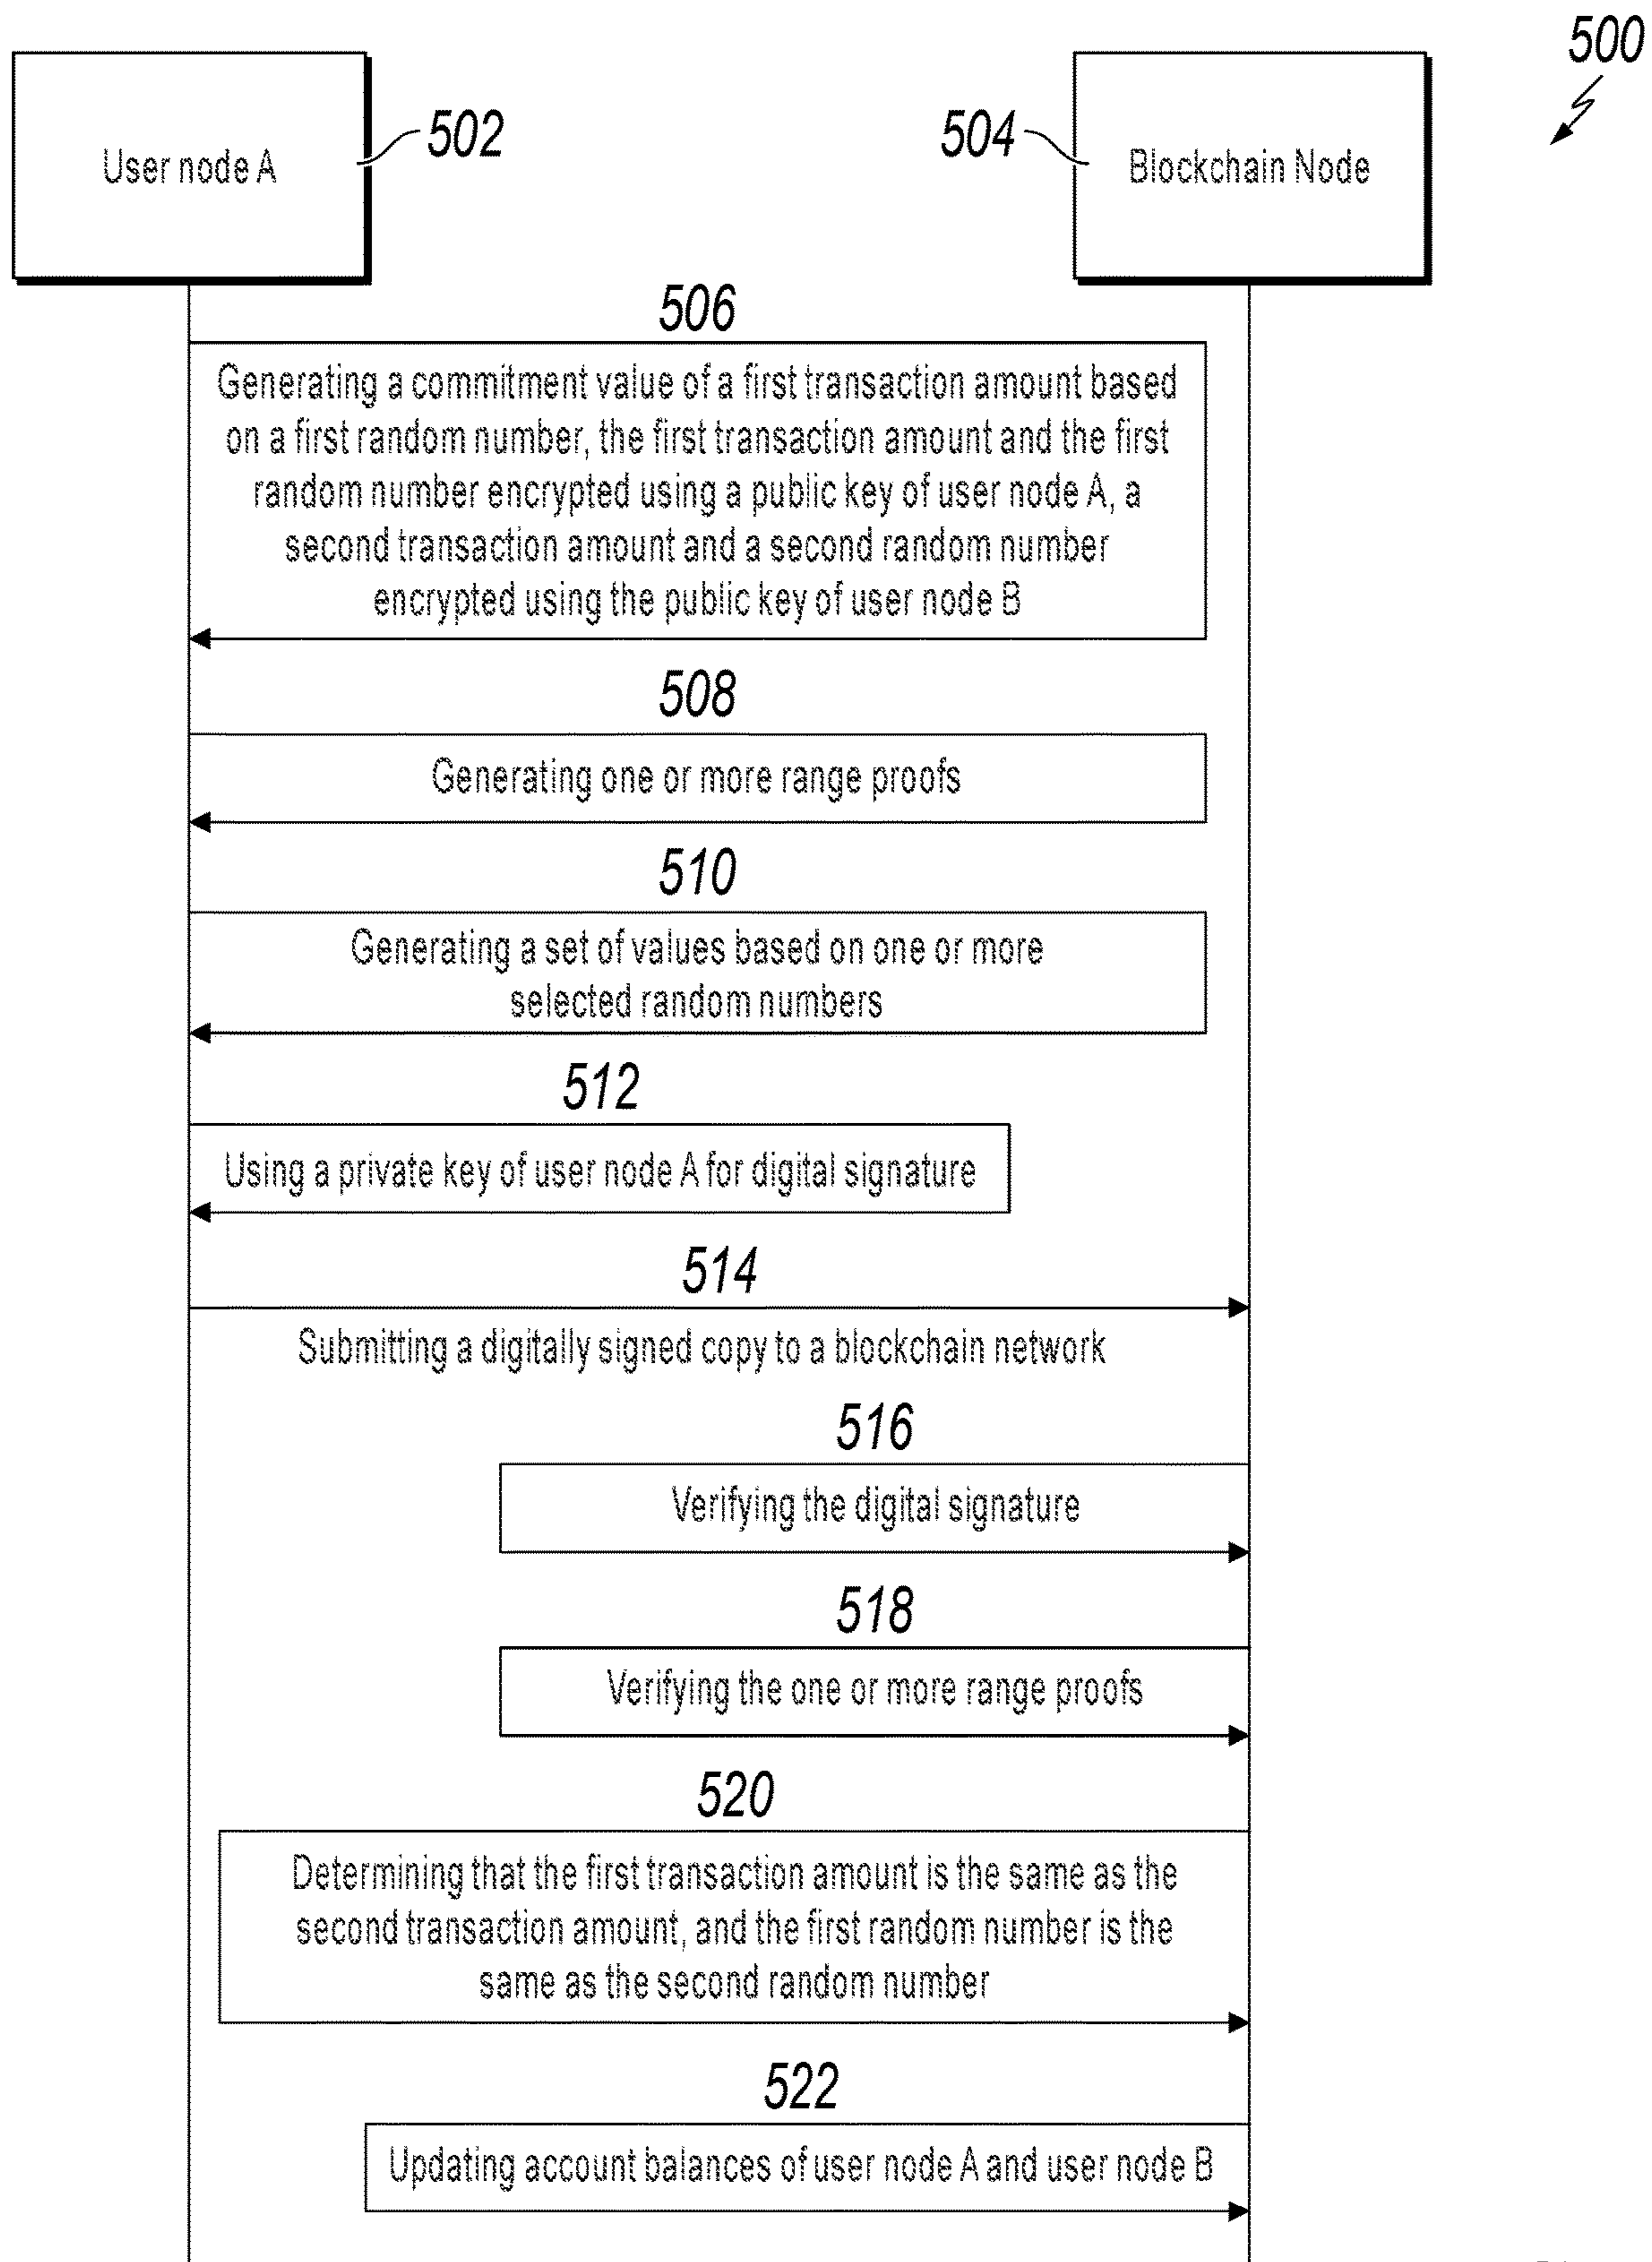 500
User node A
502
504
Blockchain Node
506
Generating a commitment value of a first transaction amount based
on a first random number, the first transaction amount and the first
random number encrypted using a public key of user node A, a
second transaction amount and a second random number
encrypted using the public key of user node B
508
Generating one or more range proofs
510
Generating a set of values based on one or more
selected random numbers
512
Using a private key of user node A for digital signature
514
Submitting a digitally signed copy to a blockchain network
516
Verifying the digital signature
518
Verifying the one or more range proofs
520
Determining that the first transaction amount is the same as the
second transaction amount, and the first random number is the
same as the second random number
522
Updating account balances of user node A and user node B